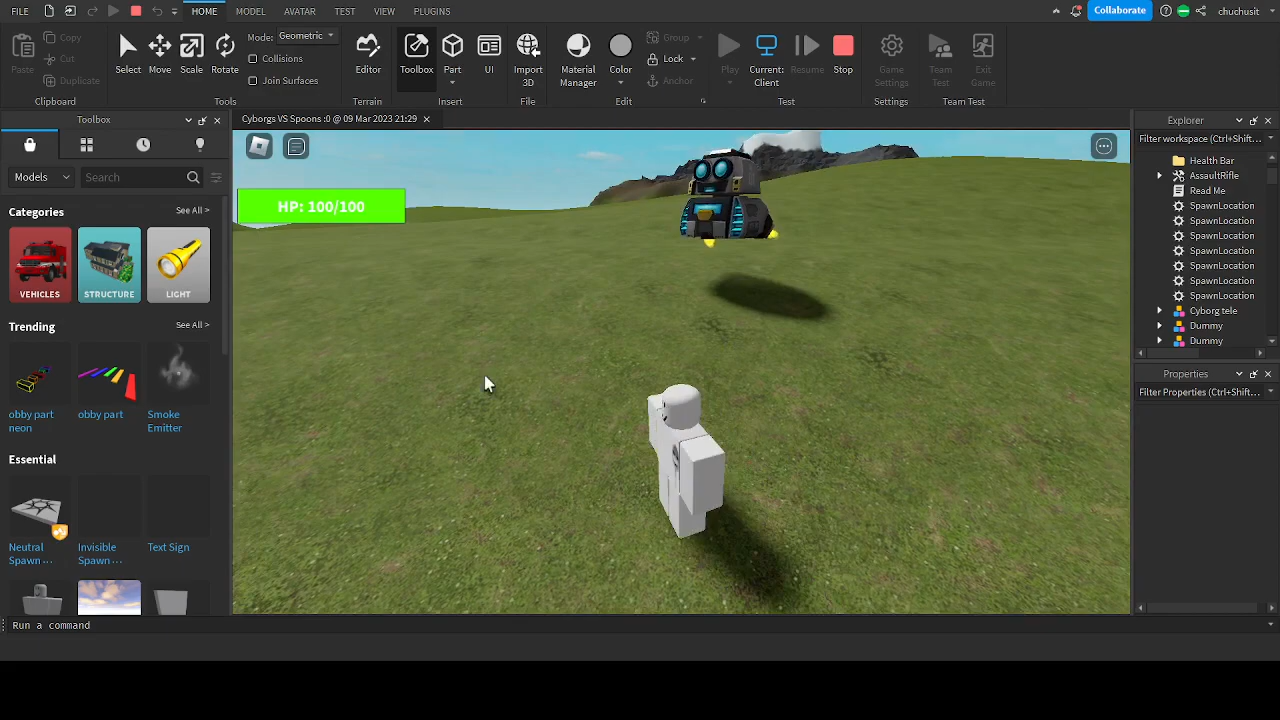 FILE HOME MODEL AVATAR TEST VIEW PLUGINS Collaborate chuchusit
Paste Copy Cut Duplicate Select Move Scale Rotate Mode: Geometric Collisions Join Surfaces Editor Toolbox Part UI Import 3D Material Manager Color Group Lock Anchor Play Current: Client Resume Stop Game Settings Team Test Exit Game
Clipboard Tools Terrain Insert File Edit Test Settings Team Test
Toolbox
Cyborgs VS Spoons :0 @ 09 Mar 2023 21:29
Explorer
Filter workspace (Ctrl+Shift...
Models Search
Categories See All >
VEHICLES STRUCTURE LIGHT
Trending See All >
obby part neon
obby part
Smoke Emitter
Essential See All >
Neutral Spawn ...
Invisible Spawn ...
Text Sign
HP: 100/100
Health Bar
AssaultRifle
Read Me
SpawnLocation
SpawnLocation
SpawnLocation
SpawnLocation
SpawnLocation
SpawnLocation
SpawnLocation
Cyborg tele
Dummy
Dummy
Properties
Filter Properties (Ctrl+Shift...
Run a command